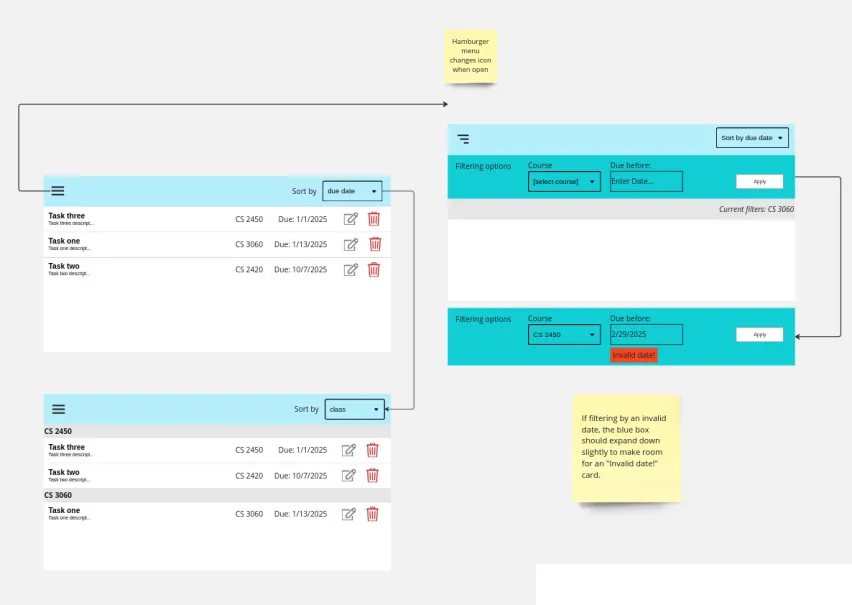 Hamburger
menu
changes icon
when open
Sort by due date
Filtering options
Course
Due before:
[select course]
Enter Date...
Apply
Current filters: CS 3060
Sort by
due date
Task three
Task three descript...
CS 2450
Due: 1/1/2025
Task one
Task one descript...
CS 3060
Due: 1/13/2025
Task two
Task two descript...
CS 2420
Due: 10/7/2025
Filtering options
Course
Due before:
CS 2450
2/29/2025
Apply
Invalid date!
Sort by
class
CS 2450
Task three
Task three descript...
CS 2450
Due: 1/1/2025
Task two
Task two descript...
CS 2420
Due: 10/7/2025
CS 3060
Task one
Task one descript...
CS 3060
Due: 1/13/2025
If filtering by an invalid
date, the blue box
should expand down
slightly to make room
for an "Invalid date!"
card.